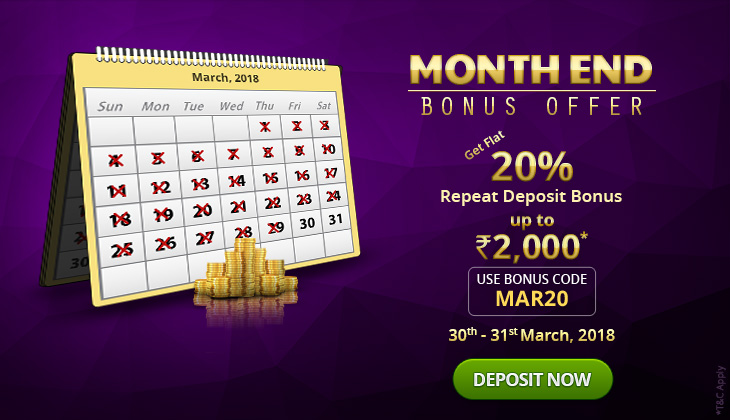 March, 2018
Sun Mon Tue Wed Thu Fri Sat
1 2 3
4 5 6 7 8 9 10
11 12 13 14 15 16 17
18 19 20 21 22 23 24
25 26 27 28 29 30 31
30
MONTH END
BONUS OFFER
Get Flat
20%
Repeat Deposit Bonus
up to
₹2,000*
USE BONUS CODE
MAR20
30th - 31st March, 2018
DEPOSIT NOW
*T&C Apply